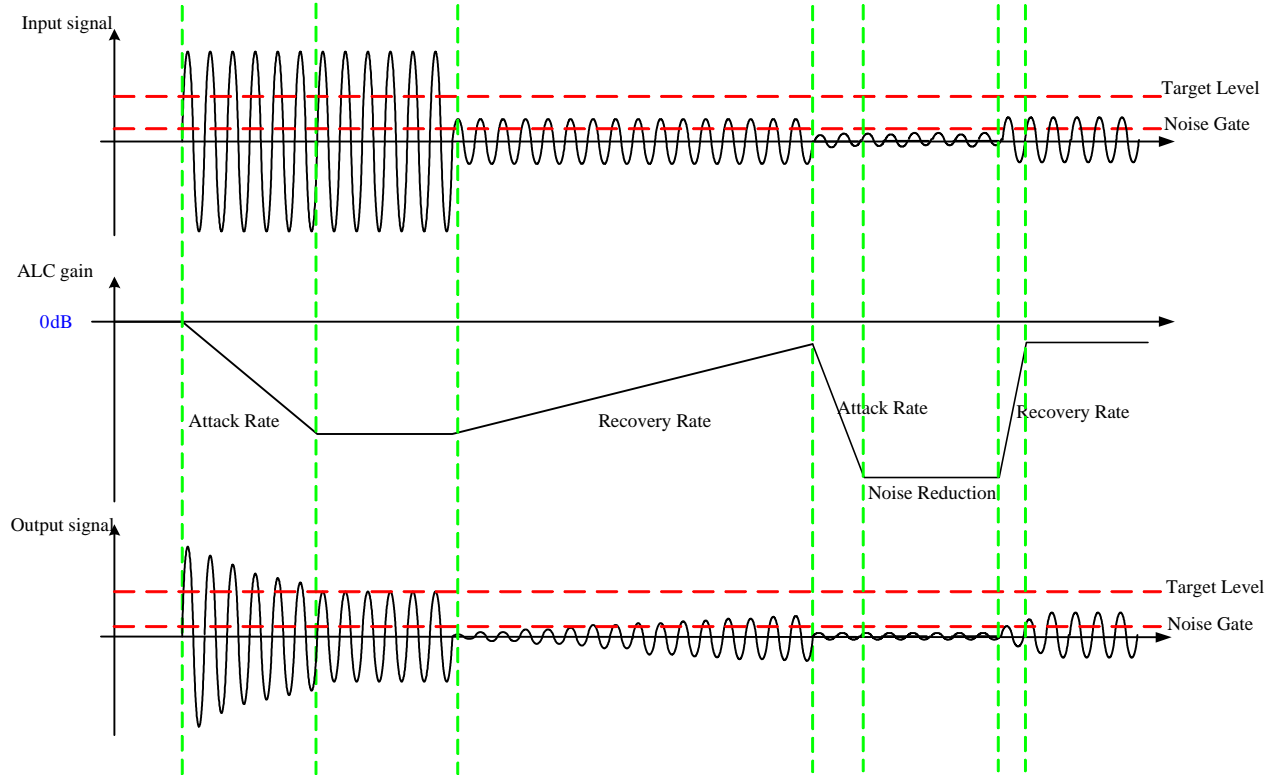 Input signal
Target Level
Noise Gate
ALC gain
0dB
Attack Rate
Recovery Rate
Attack Rate
Recovery Rate
Noise Reduction
Output signal
Target Level
Noise Gate